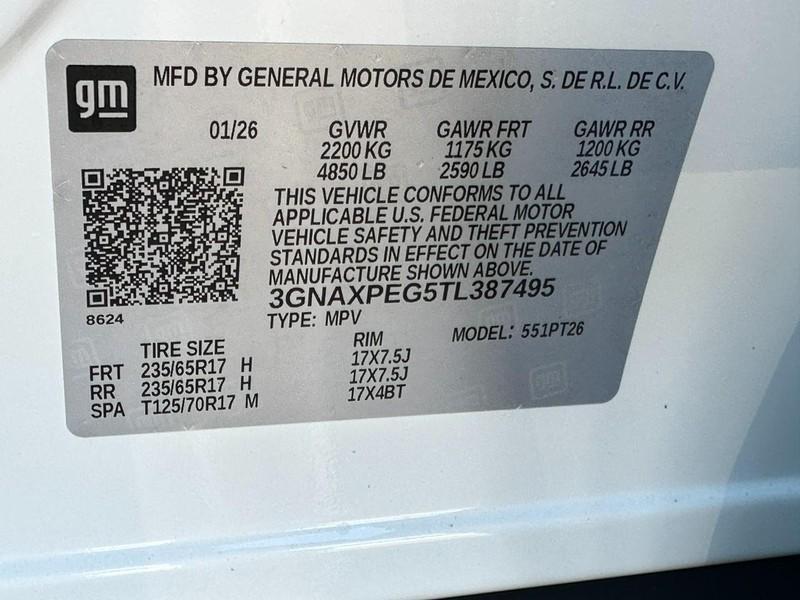 gm
MFD BY GENERAL MOTORS DE MEXICO, S. DE R.L. DE C.V.
01/26 GVWR GAWR FRT GAWR RR
2200 KG 1175 KG 1200 KG
4850 LB 2590 LB 2645 LB
THIS VEHICLE CONFORMS TO ALL
APPLICABLE U.S. FEDERAL MOTOR
VEHICLE SAFETY AND THEFT PREVENTION
STANDARDS IN EFFECT ON THE DATE OF
MANUFACTURE SHOWN ABOVE.
3GNAXPEG5TL387495
8624
TYPE: MPV
MODEL: 551PT26
TIRE SIZE RIM
FRT 235/65R17 H 17X7.5J
RR 235/65R17 H 17X7.5J
SPA T125/70R17 M 17X4BT